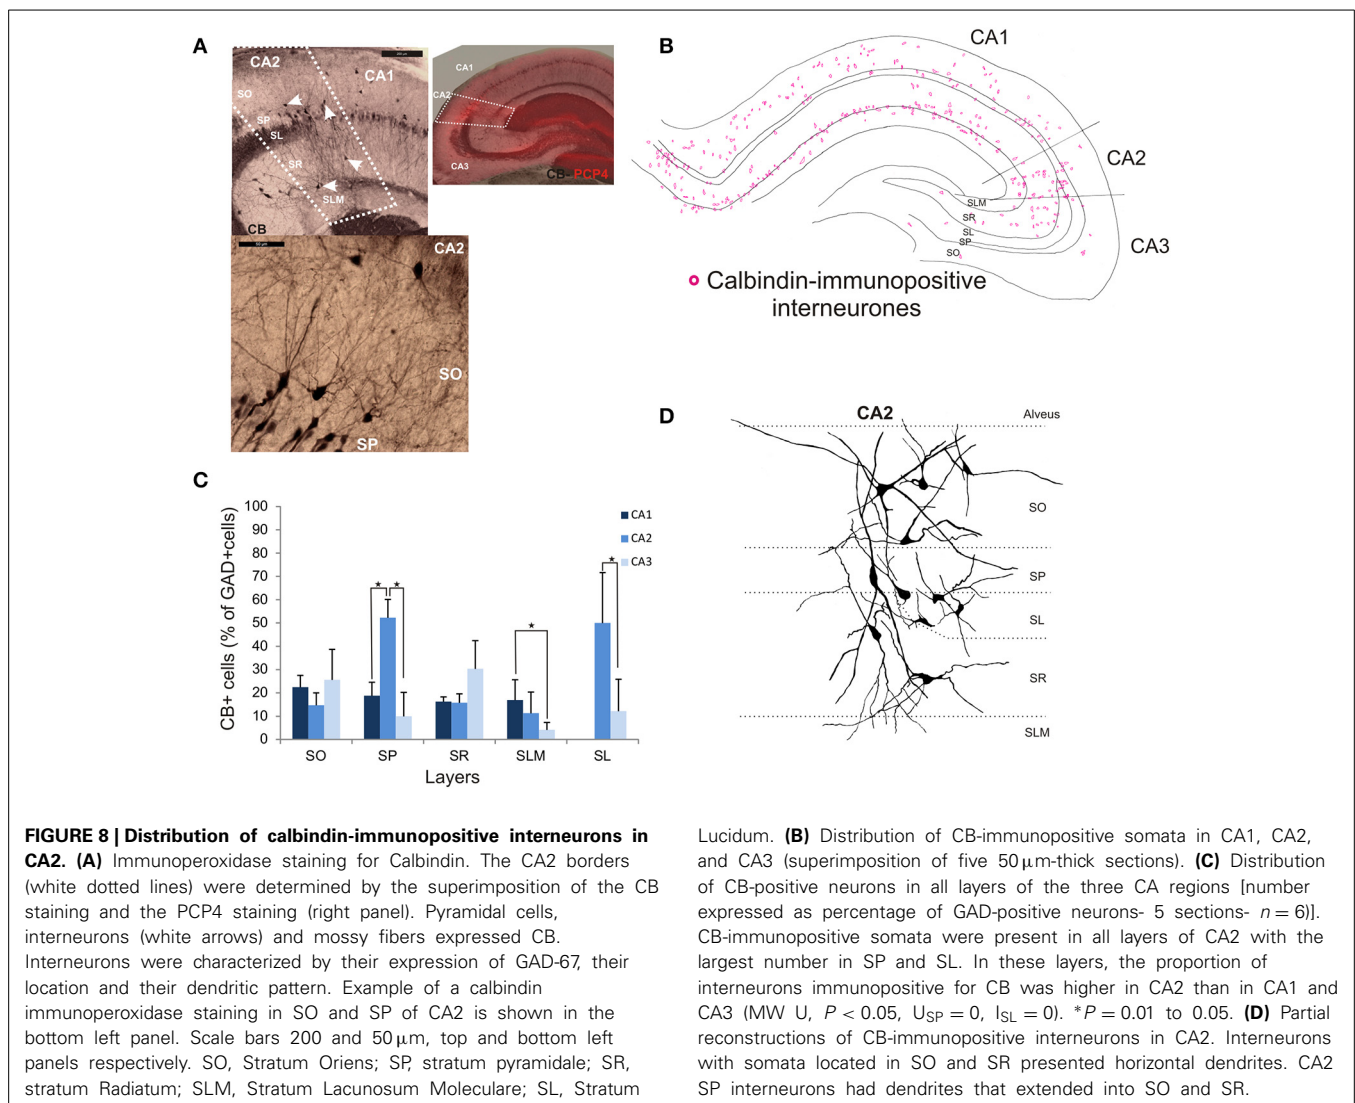 A
CA2
CA1
SO
SP
SL
SR
SLM
CB
CA1
CA2
CA3
CB-PCP4
50 µm
CA2
SO
SP
B
CA1
CA2
CA3
SLM
SR
SL
SP
SO
Calbindin-immunopositive
interneurones
C
CB+ cells (% of GAD+cells)
100
90
80
70
60
50
40
30
20
10
0
CA1
CA2
CA3
★ ★
★
★
SO SP SR SLM SL
Layers
D
CA2
Alveus
SO
SP
SL
SR
SLM
FIGURE 8 | Distribution of calbindin-immunopositive interneurons in
CA2. (A) Immunoperoxidase staining for Calbindin. The CA2 borders
(white dotted lines) were determined by the superimposition of the CB
staining and the PCP4 staining (right panel). Pyramidal cells,
interneurons (white arrows) and mossy fibers expressed CB.
Interneurons were characterized by their expression of GAD-67, their
location and their dendritic pattern. Example of a calbindin
immunoperoxidase staining in SO and SP of CA2 is shown in the
bottom left panel. Scale bars 200 and 50 µm, top and bottom left
panels respectively. SO, Stratum Oriens; SP, stratum pyramidale; SR,
stratum Radiatum; SLM, Stratum Lacunosum Moleculare; SL, Stratum
Lucidum. (B) Distribution of CB-immunopositive somata in CA1, CA2,
and CA3 (superimposition of five 50 µm-thick sections). (C) Distribution
of CB-positive neurons in all layers of the three CA regions [number
expressed as percentage of GAD-positive neurons- 5 sections- n = 6)].
CB-immunopositive somata were present in all layers of CA2 with the
largest number in SP and SL. In these layers, the proportion of
interneurons immunopositive for CB was higher in CA2 than in CA1 and
CA3 (MW U, P < 0.05, USP = 0, ISL = 0). *P = 0.01 to 0.05. (D) Partial
reconstructions of CB-immunopositive interneurons in CA2. Interneurons
with somata located in SO and SR presented horizontal dendrites. CA2
SP interneurons had dendrites that extended into SO and SR.